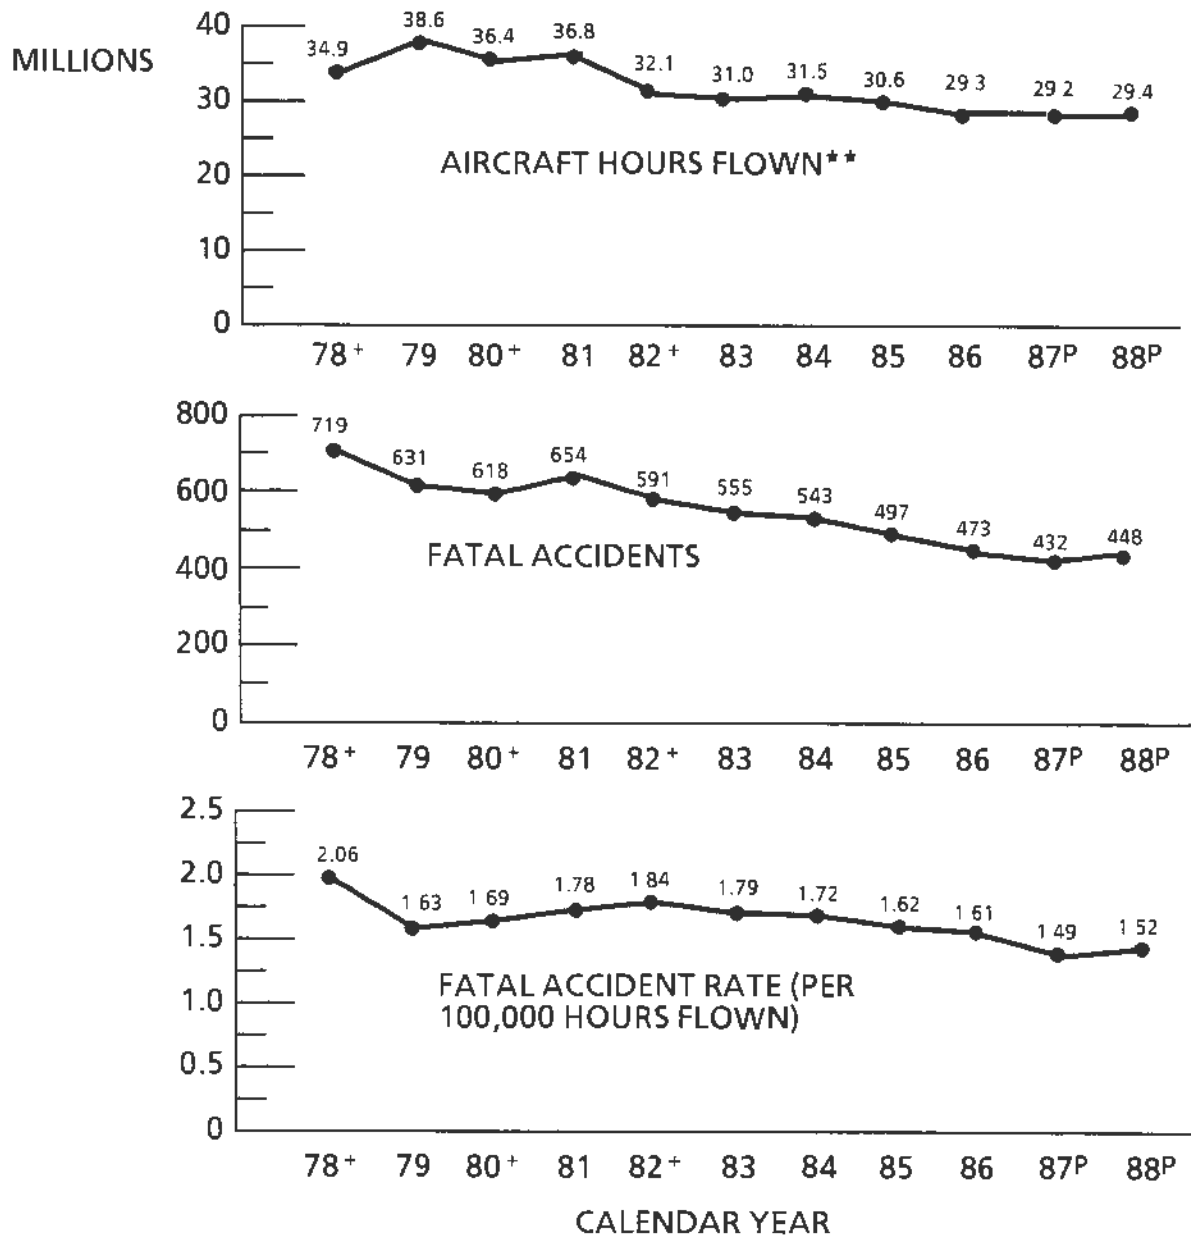 MILLIONS
40
30
20
10
0
34.9 38.6 36.4 36.8 32.1 31.0 31.5 30.6 29 3 29 2 29.4
AIRCRAFT HOURS FLOWN**
78+ 79 80+ 81 82+ 83 84 85 86 87P 88P
800
600
400
200
0
719 631 618 654 591 555 543 497 473 432 448
FATAL ACCIDENTS
78+ 79 80+ 81 82+ 83 84 85 86 87P 88P
2.5
2.0
1.5
1.0
0.5
0
2.06 1 63 1 69 1.78 1 84 1.79 1.72 1.62 1 61 1 49 1 52
FATAL ACCIDENT RATE (PER
100,000 HOURS FLOWN)
78+ 79 80+ 81 82+ 83 84 85 86 87P 88P
CALENDAR YEAR